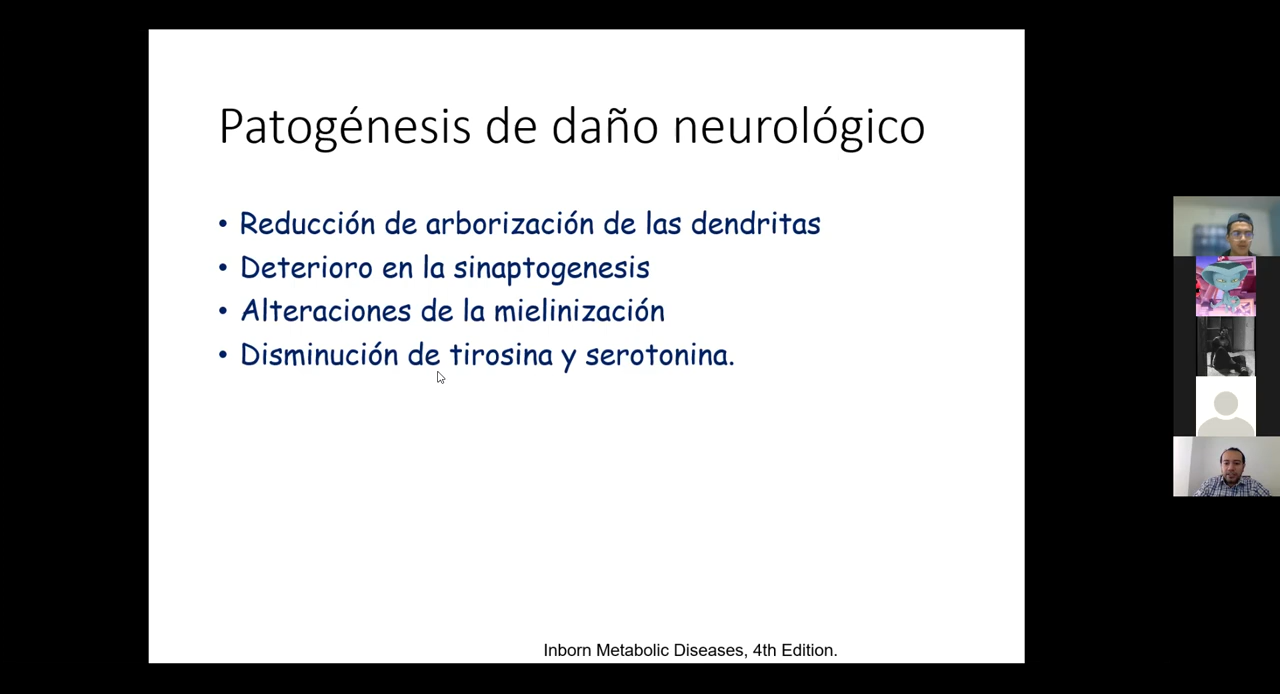 Patogénesis de daño neurológico
• Reducción de arborización de las dendritas
• Deterioro en la sinaptogenesis
• Alteraciones de la mielinización
• Disminución de tirosina y serotonina.
Inborn Metabolic Diseases, 4th Edition.